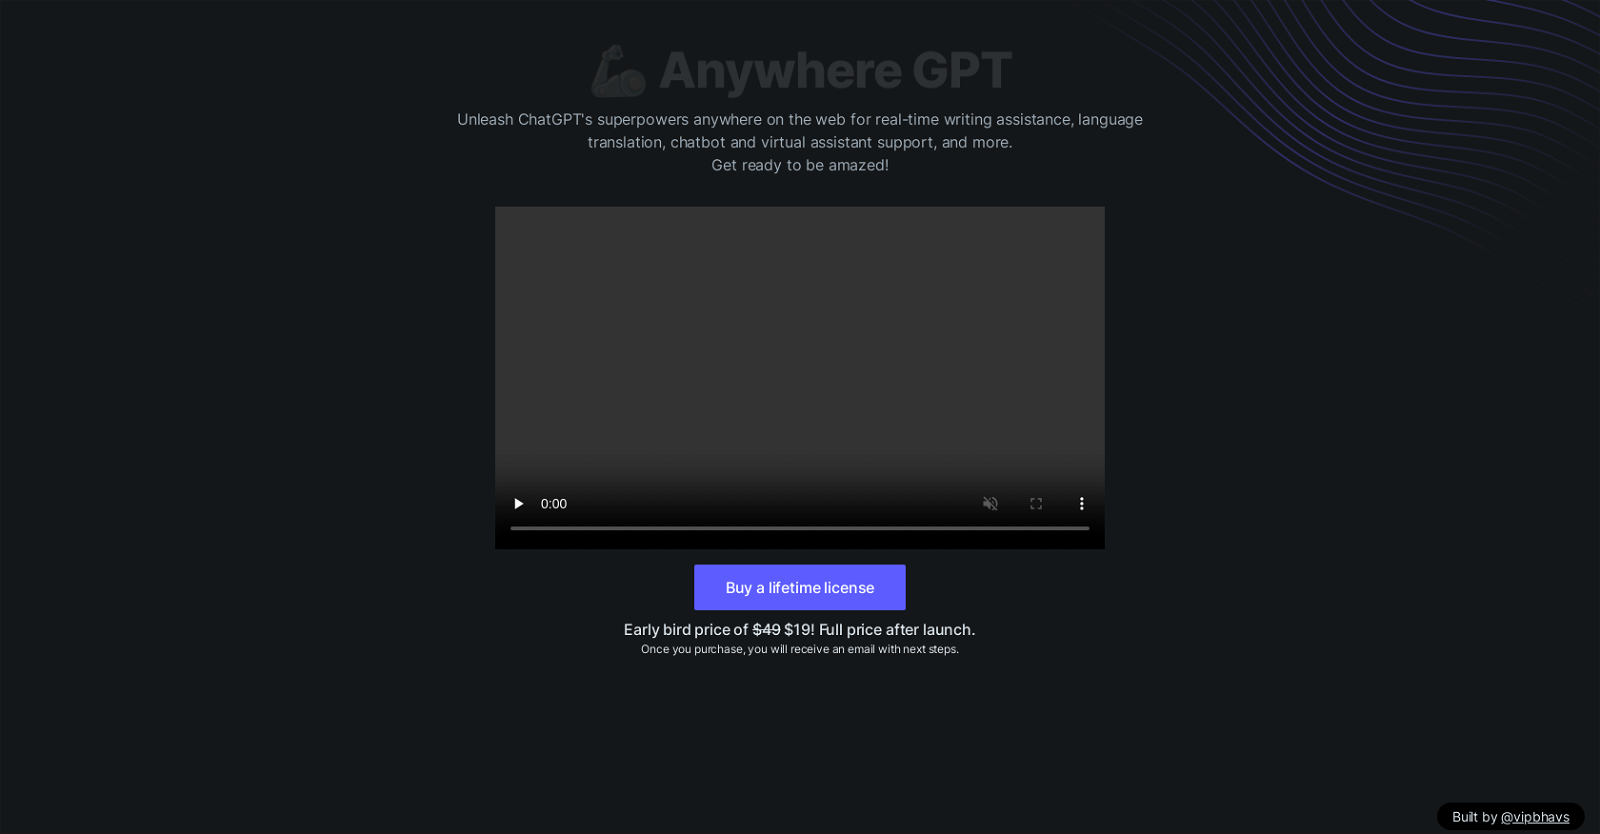 🦾 Anywhere GPT
Unleash ChatGPT's superpowers anywhere on the web for real-time writing assistance, language
translation, chatbot and virtual assistant support, and more.
Get ready to be amazed!
0:00
Buy a lifetime license
Early bird price of $49 $19! Full price after launch.
Once you purchase, you will receive an email with next steps.
Built by @vipbhavs